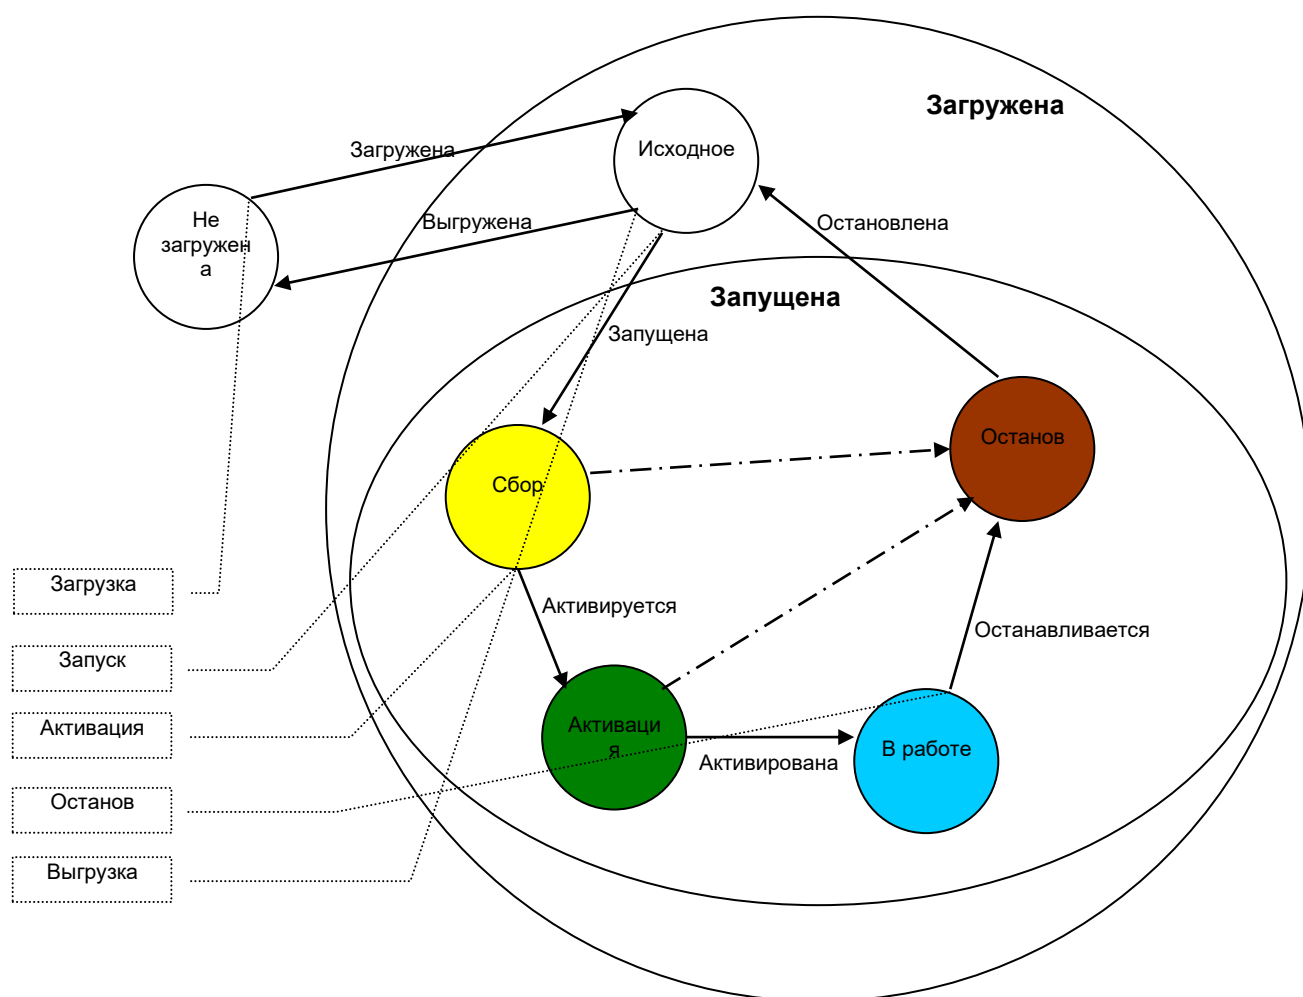 Загружена
Исходное
Загружена
Не
загружен
а
Выгружена
Остановлена
Запущена
Запущена
Останов
Сбор
Загрузка
Активируется
Останавливается
Запуск
Активация
Активаци
я
В работе
Активирована
Останов
Выгрузка